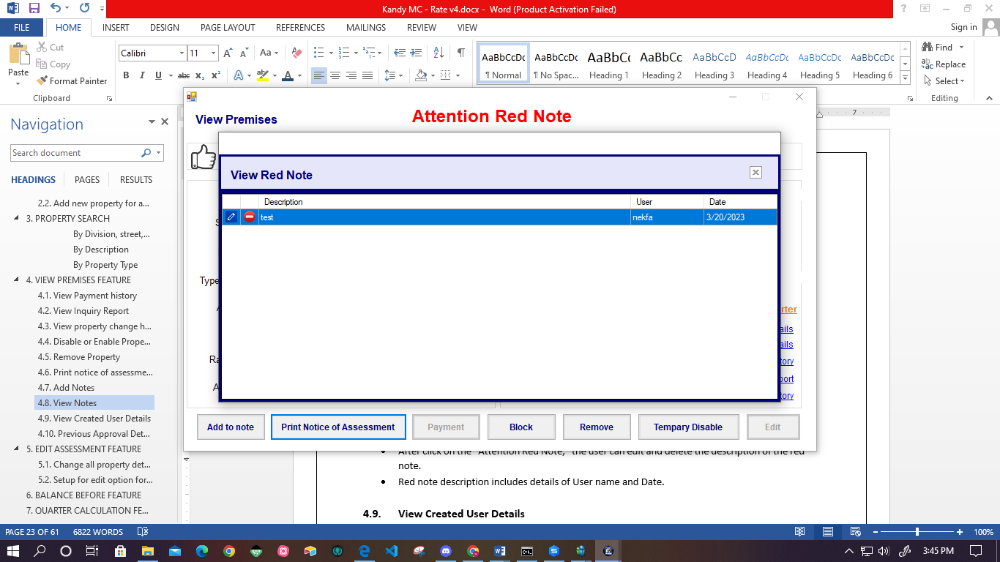 Kandy MC - Rate v4.docx - Word (Product Activation Failed)
FILE HOME INSERT DESIGN PAGE LAYOUT REFERENCES MAILINGS REVIEW VIEW Sign in
Paste
Cut
Copy
Format Painter
Clipboard
Calibri 11
AaBbCcDc AaBbCcDc AaBbCc AaBbCc AaBbCcD AaBbCcDc AaBbCcDc AaBbCcDc
¶ Normal ¶ No Spac... Heading 1 Heading 2 Heading 3 Heading 4 Heading 5 Heading 6
Find
Replace
Select
Editing
Navigation
Search document
HEADINGS PAGES RESULTS
2.2. Add new property for a...
3. PROPERTY SEARCH
By Division, street,...
By Description
By Property Type
4. VIEW PREMISES FEATURE
4.1. View Payment history
4.2. View Inquiry Report
4.3. View property change h...
4.4. Disable or Enable Prope...
4.5. Remove Property
4.6. Print notice of assessme...
4.7. Add Notes
4.8. View Notes
4.9. View Created User Details
4.10. Previous Approval Det...
5. EDIT ASSESSMENT FEATURE
5.1. Change all property det...
5.2. Setup for edit option for...
6. BALANCE BEFORE FEATURE
7. QUARTER CALCULATION FE...
7
View Premises
Attention Red Note
View Red Note
Description User Date
test nekfa 3/20/2023
Type
Ra
rter
ails
ails
tory
port
tory
Add to note Print Notice of Assessment Payment Block Remove Tempary Disable Edit
4
• After click on the "Attention Red Note," the user can edit and delete the description of the red
note.
• Red note description includes details of User name and Date.
4.9. View Created User Details
PAGE 23 OF 61 6822 WORDS 100%
3:45 PM